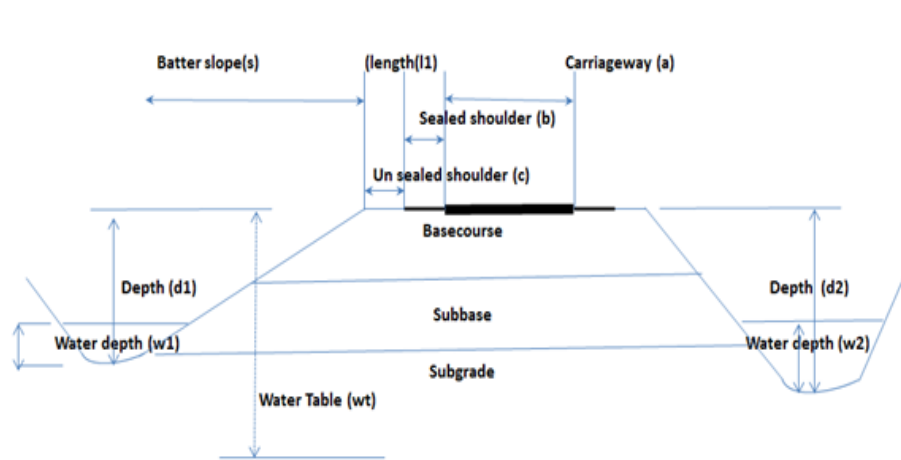 Batter slope(s)
(length(l1)
Carriageway (a)
Sealed shoulder (b)
Un sealed shoulder (c)
Basecourse
Depth (d1)
Depth (d2)
Subbase
Water depth (w1)
Water depth (w2)
Subgrade
Water Table (wt)